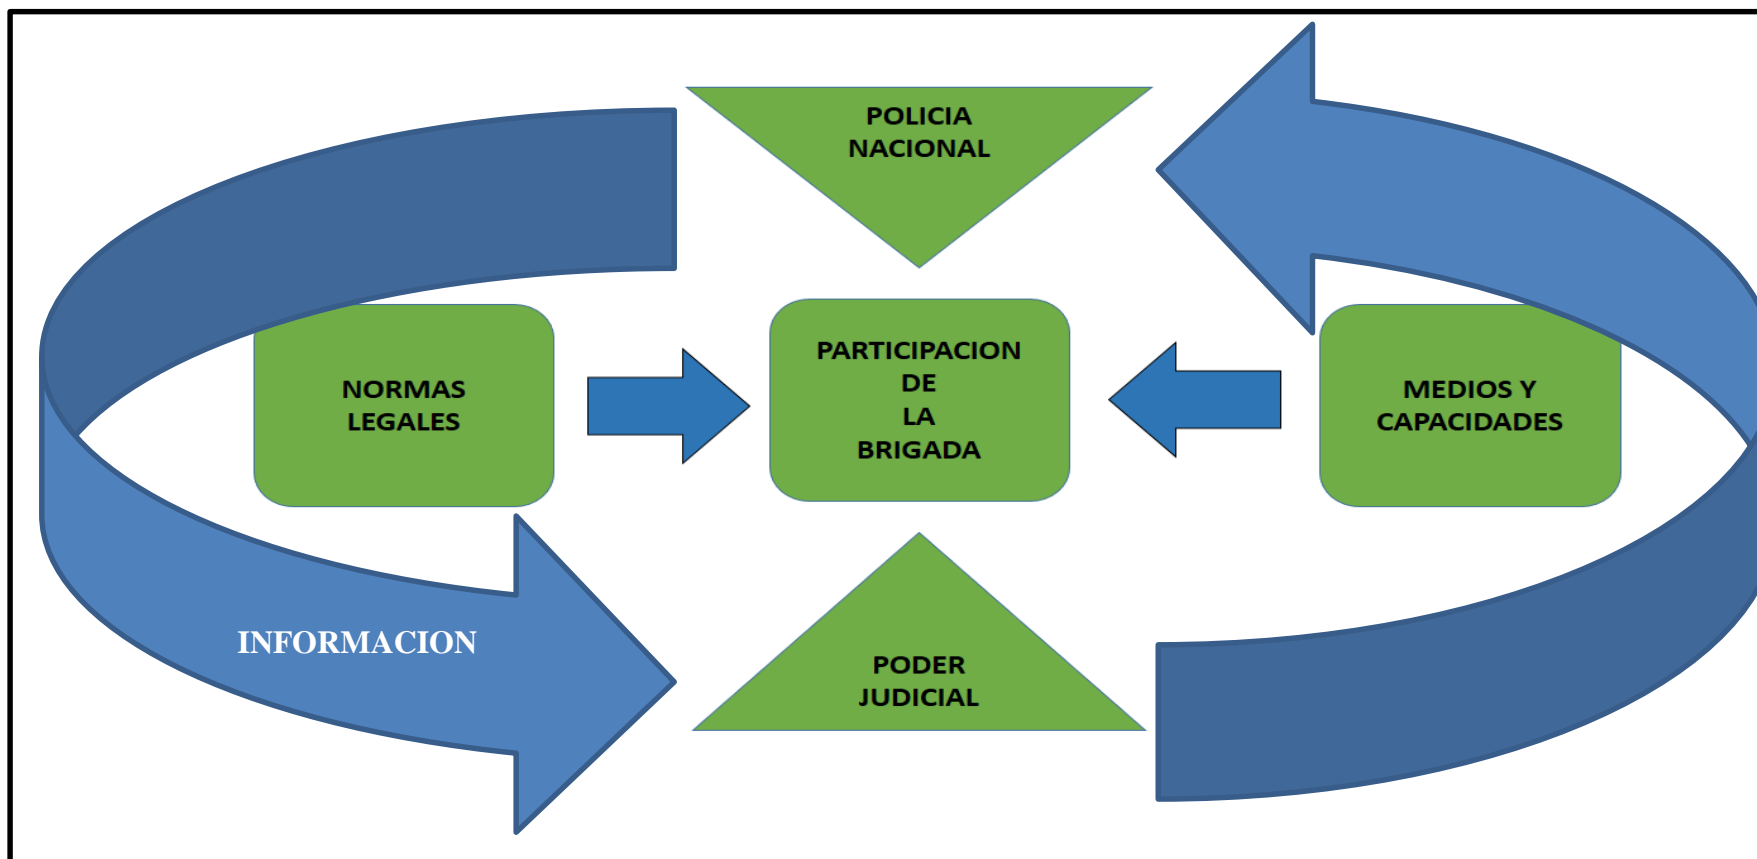 POLICIA
NACIONAL
NORMAS
LEGALES
PARTICIPACION
DE
LA
BRIGADA
MEDIOS Y
CAPACIDADES
INFORMACION
PODER
JUDICIAL